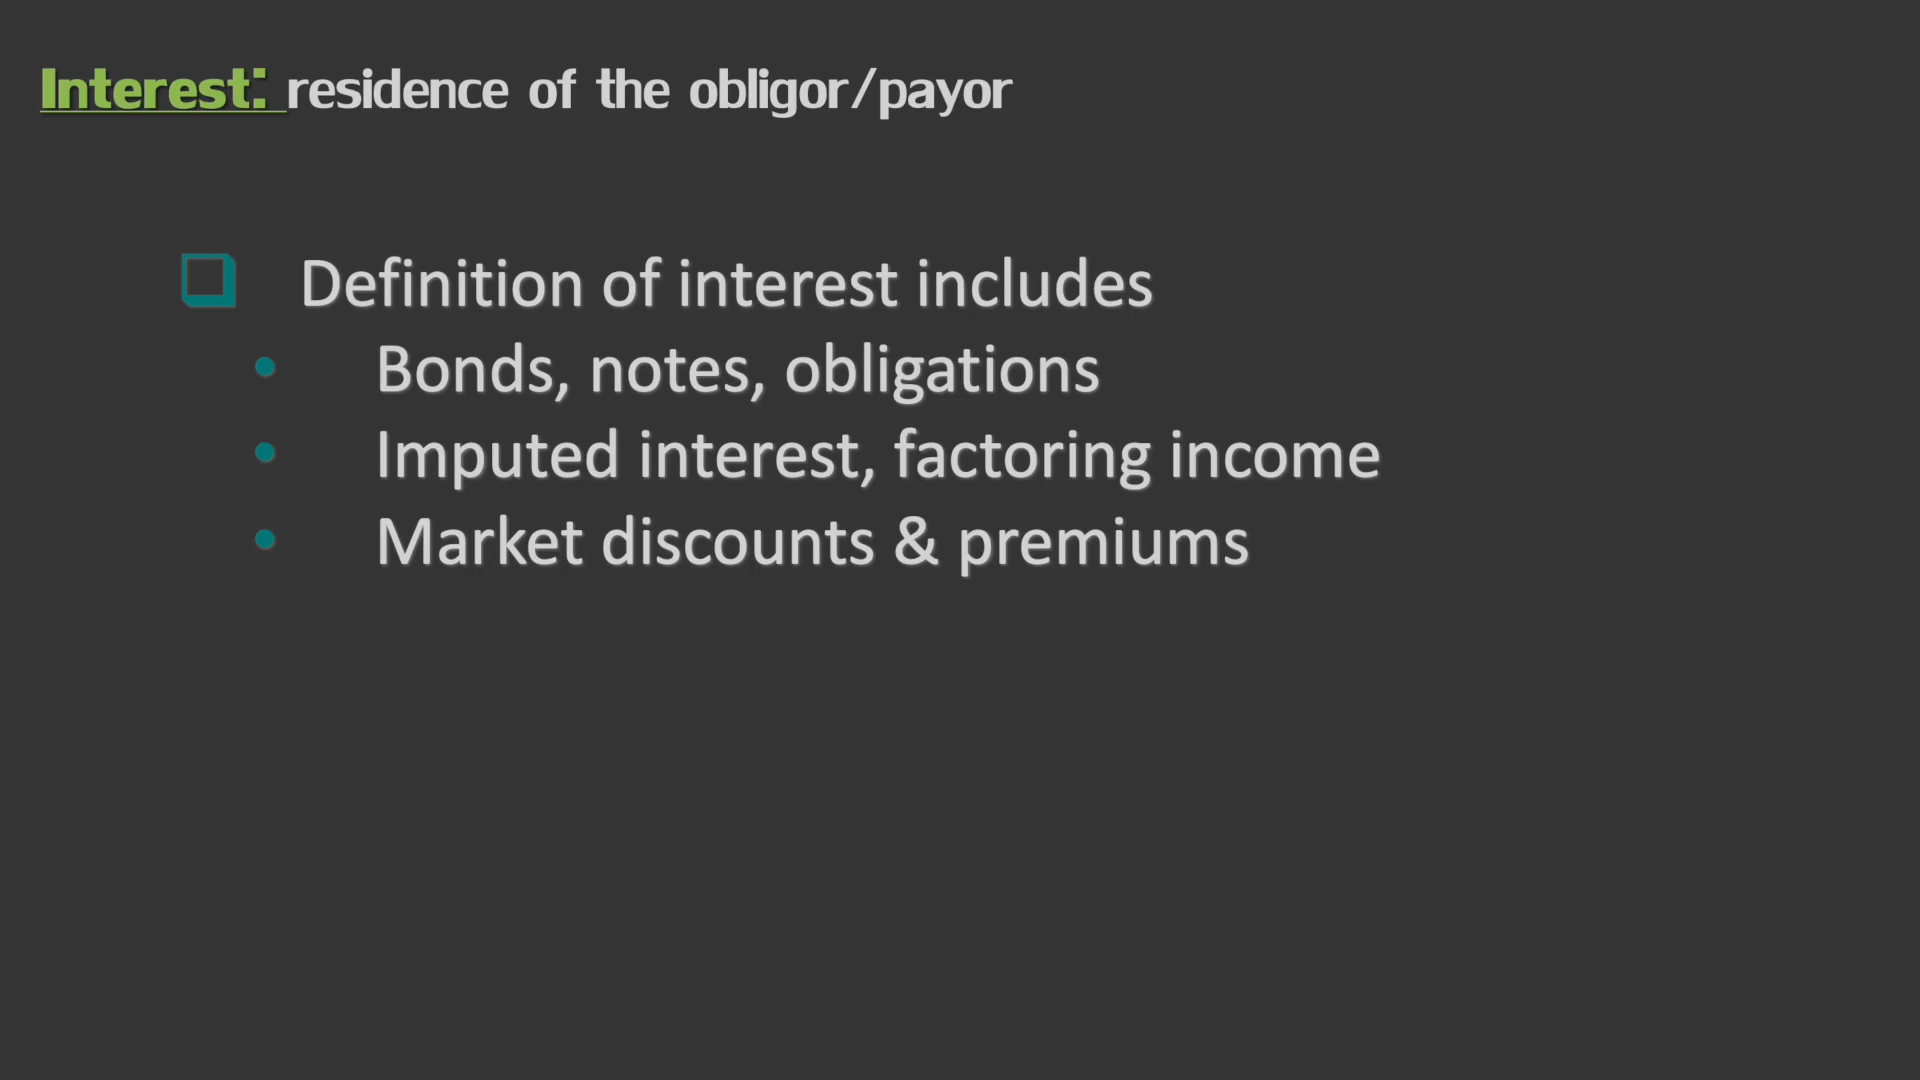 Interest: residence of the obligor/payor
Definition of interest includes
• Bonds, notes, obligations
• Imputed interest, factoring income
• Market discounts & premiums